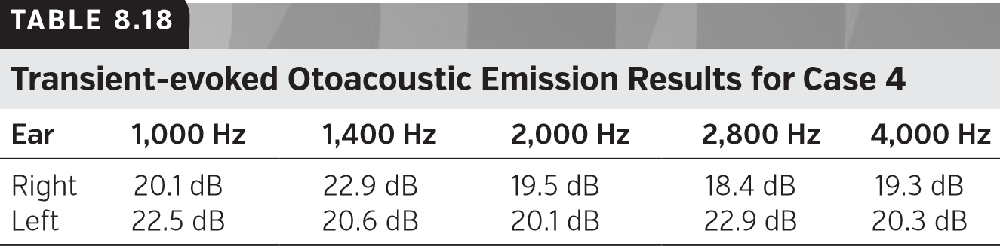 TABLE 8.18
Transient-evoked Otoacoustic Emission Results for Case 4
Ear 1,000 Hz 1,400 Hz 2,000 Hz 2,800 Hz 4,000 Hz
Right 20.1 dB 22.9 dB 19.5 dB 18.4 dB 19.3 dB
Left 22.5 dB 20.6 dB 20.1 dB 22.9 dB 20.3 dB